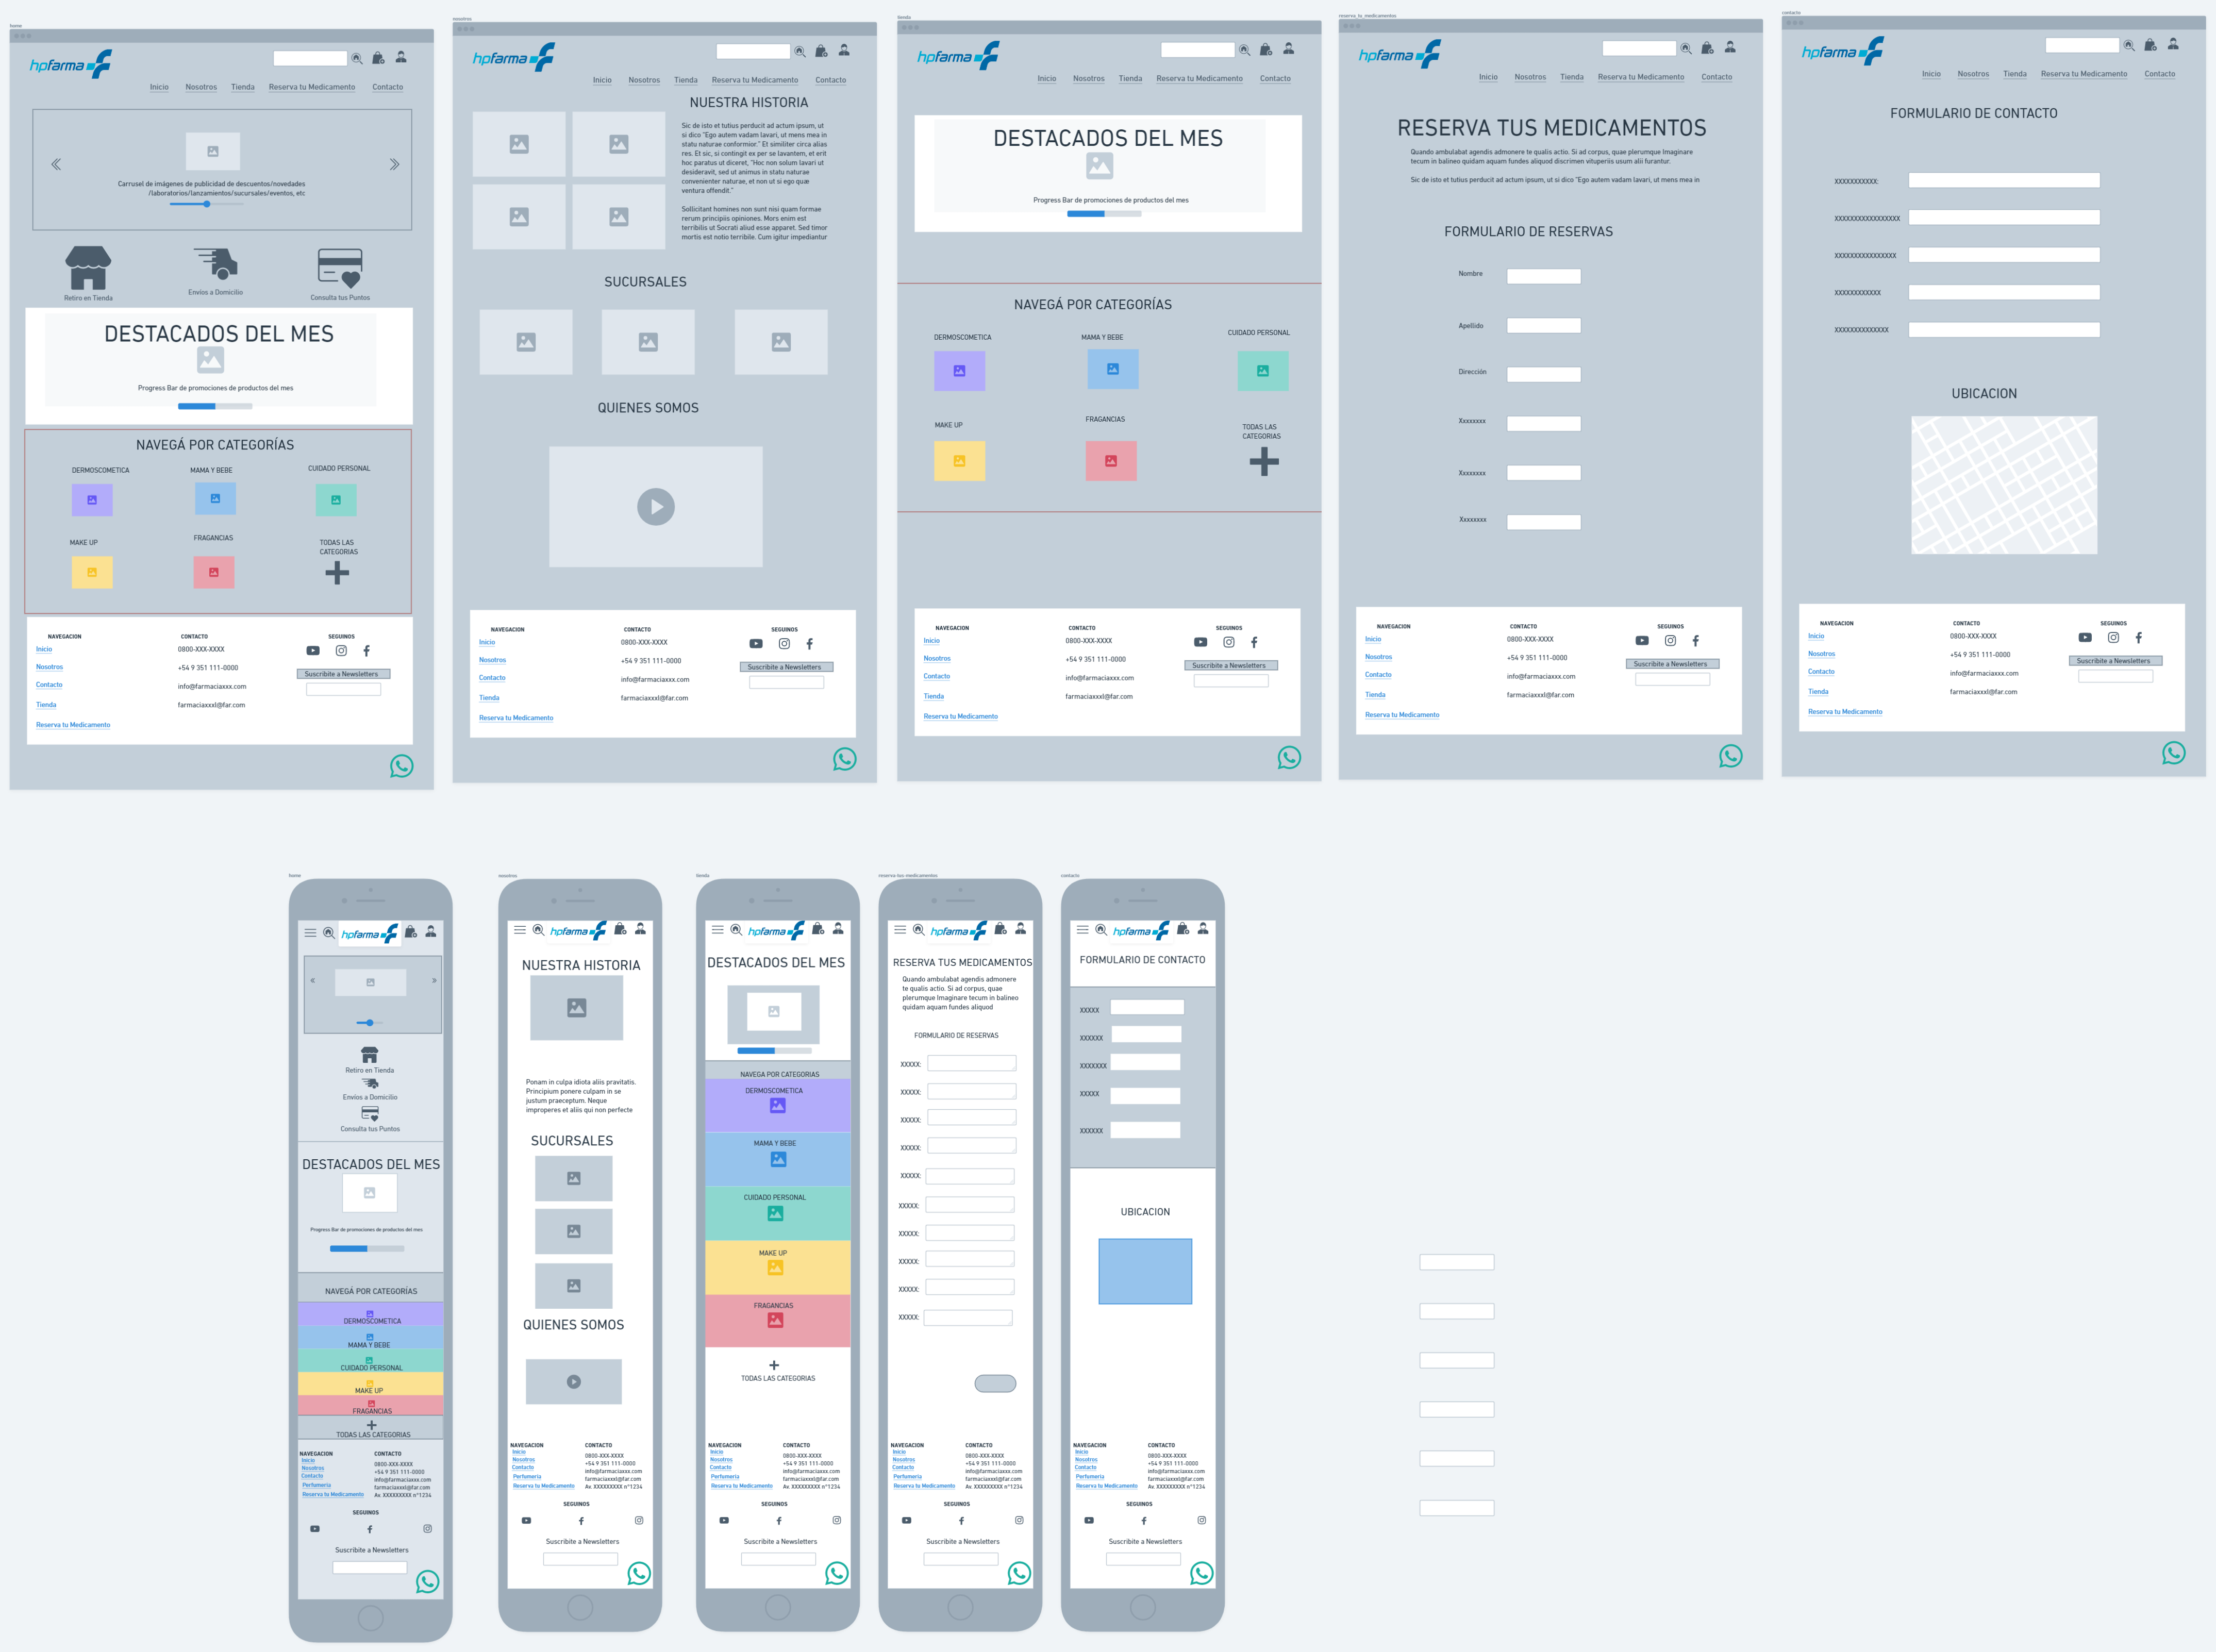 home
hpfarma
Inicio Nosotros Tienda Reserva tu Medicamento Contacto
Carrusel de imágenes de publicidad de descuentos/novedades
/laboratorios/lanzamientos/sucursales/eventos, etc
Retiro en Tienda
Envíos a Domicilio
Consulta tus Puntos
DESTACADOS DEL MES
Progress Bar de promociones de productos del mes
NAVEGÁ POR CATEGORÍAS
DERMOSCOMETICA
MAMA Y BEBE
CUIDADO PERSONAL
MAKE UP
FRAGANCIAS
TODAS LAS
CATEGORIAS
NAVEGACION
Inicio
Nosotros
Contacto
Tienda
Reserva tu Medicamento
CONTACTO
0800-XXX-XXXX
+54 9 351 111-0000
info@farmaciaxxx.com
farmaciaxxxl@far.com
SEGUINOS
Suscribite a Newsletters
nosotros
hpfarma
Inicio Nosotros Tienda Reserva tu Medicamento Contacto
NUESTRA HISTORIA
Sic de isto et tutius perducit ad actum ipsum, ut
si dico "Ego autem vadam lavari, ut mens mea in
statu naturae conformior." Et similiter circa alias
res. Et sic, si contingit ex per se lavantem, et erit
hoc paratus ut diceret, "Hoc non solum lavari ut
desideravit, sed ut animus in statu naturae
convenienter naturae, et non ut si ego quæ
ventura offendit."
Sollicitant homines non sunt nisi quam formae
rerum principiis opiniones. Mors enim est
terribilis ut Socrati aliud esse apparet. Sed timor
mortis est notio terribile. Cum igitur impediantur
SUCURSALES
QUIENES SOMOS
NAVEGACION
Inicio
Nosotros
Contacto
Tienda
Reserva tu Medicamento
CONTACTO
0800-XXX-XXXX
+54 9 351 111-0000
info@farmaciaxxx.com
farmaciaxxxl@far.com
SEGUINOS
Suscribite a Newsletters
tienda
hpfarma
Inicio Nosotros Tienda Reserva tu Medicamento Contacto
DESTACADOS DEL MES
Progress Bar de promociones de productos del mes
NAVEGÁ POR CATEGORÍAS
DERMOSCOMETICA
MAMA Y BEBE
CUIDADO PERSONAL
MAKE UP
FRAGANCIAS
TODAS LAS
CATEGORIAS
NAVEGACION
Inicio
Nosotros
Contacto
Tienda
Reserva tu Medicamento
CONTACTO
0800-XXX-XXXX
+54 9 351 111-0000
info@farmaciaxxx.com
farmaciaxxxl@far.com
SEGUINOS
Suscribite a Newsletters
reserva_tu_medicamentos
hpfarma
Inicio Nosotros Tienda Reserva tu Medicamento Contacto
RESERVA TUS MEDICAMENTOS
Quando ambulabat agendis admonere te qualis actio. Si ad corpus, quae plerumque Imaginare
tecum in balineo quidam aquam fundes aliquod discrimen vituperiis usum alii furantur.
Sic de isto et tutius perducit ad actum ipsum, ut si dico "Ego autem vadam lavari, ut mens mea in
FORMULARIO DE RESERVAS
Nombre
Apellido
Dirección
Xxxxxxxx
Xxxxxxxx
Xxxxxxxx
NAVEGACION
Inicio
Nosotros
Contacto
Tienda
Reserva tu Medicamento
CONTACTO
0800-XXX-XXXX
+54 9 351 111-0000
info@farmaciaxxx.com
farmaciaxxxl@far.com
SEGUINOS
Suscribite a Newsletters
contacto
hpfarma
Inicio Nosotros Tienda Reserva tu Medicamento Contacto
FORMULARIO DE CONTACTO
XXXXXXXXXXX:
XXXXXXXXXXXXXXXXX
XXXXXXXXXXXXXXXX
XXXXXXXXXXXX
XXXXXXXXXXXXXX
UBICACION
NAVEGACION
Inicio
Nosotros
Contacto
Tienda
Reserva tu Medicamento
CONTACTO
0800-XXX-XXXX
+54 9 351 111-0000
info@farmaciaxxx.com
farmaciaxxxl@far.com
SEGUINOS
Suscribite a Newsletters
home
hpfarma
Retiro en Tienda
Envíos a Domicilio
Consulta tus Puntos
DESTACADOS DEL MES
Progress Bar de promociones de productos del mes
NAVEGÁ POR CATEGORÍAS
DERMOSCOMETICA
MAMA Y BEBE
CUIDADO PERSONAL
MAKE UP
FRAGANCIAS
TODAS LAS CATEGORIAS
NAVEGACION
Inicio
Nosotros
Contacto
Perfumeria
Reserva tu Medicamento
CONTACTO
0800-XXX-XXXX
+54 9 351 111-0000
info@farmaciaxxx.com
farmaciaxxxl@far.com
Av. XXXXXXXXX n°1234
SEGUINOS
Suscribite a Newsletters
nosotros
hpfarma
NUESTRA HISTORIA
Ponam in culpa idiota aliis pravitatis.
Principium ponere culpam in se
justum praeceptum. Neque
improperes et aliis qui non perfecte
SUCURSALES
QUIENES SOMOS
NAVEGACION
Inicio
Nosotros
Contacto
Perfumeria
Reserva tu Medicamento
CONTACTO
0800-XXX-XXXX
+54 9 351 111-0000
info@farmaciaxxx.com
farmaciaxxxl@far.com
Av. XXXXXXXXX n°1234
SEGUINOS
Suscribite a Newsletters
tienda
hpfarma
DESTACADOS DEL MES
NAVEGA POR CATEGORIAS
DERMOSCOMETICA
MAMA Y BEBE
CUIDADO PERSONAL
MAKE UP
FRAGANCIAS
TODAS LAS CATEGORIAS
NAVEGACION
Inicio
Nosotros
Contacto
Perfumeria
Reserva tu Medicamento
CONTACTO
0800-XXX-XXXX
+54 9 351 111-0000
info@farmaciaxxx.com
farmaciaxxxl@far.com
Av. XXXXXXXXX n°1234
SEGUINOS
Suscribite a Newsletters
reserva tus medicamentos
hpfarma
RESERVA TUS MEDICAMENTOS
Quando ambulabat agendis admonere
te qualis actio. Si ad corpus, quae
plerumque Imaginare tecum in balineo
quidam aquam fundes aliquod
FORMULARIO DE RESERVAS
XXXXX:
XXXXX:
XXXXX:
XXXXX:
XXXXX:
XXXXX:
XXXXX:
XXXXX:
XXXXX:
XXXXX:
NAVEGACION
Inicio
Nosotros
Contacto
Perfumeria
Reserva tu Medicamento
CONTACTO
0800-XXX-XXXX
+54 9 351 111-0000
info@farmaciaxxx.com
farmaciaxxxl@far.com
Av. XXXXXXXXX n°1234
SEGUINOS
Suscribite a Newsletters
contacto
hpfarma
FORMULARIO DE CONTACTO
XXXXX
XXXXXX
XXXXXXX
XXXXX
XXXXXX
UBICACION
NAVEGACION
Inicio
Nosotros
Contacto
Perfumeria
Reserva tu Medicamento
CONTACTO
0800-XXX-XXXX
+54 9 351 111-0000
info@farmaciaxxx.com
farmaciaxxxl@far.com
Av. XXXXXXXXX n°1234
SEGUINOS
Suscribite a Newsletters